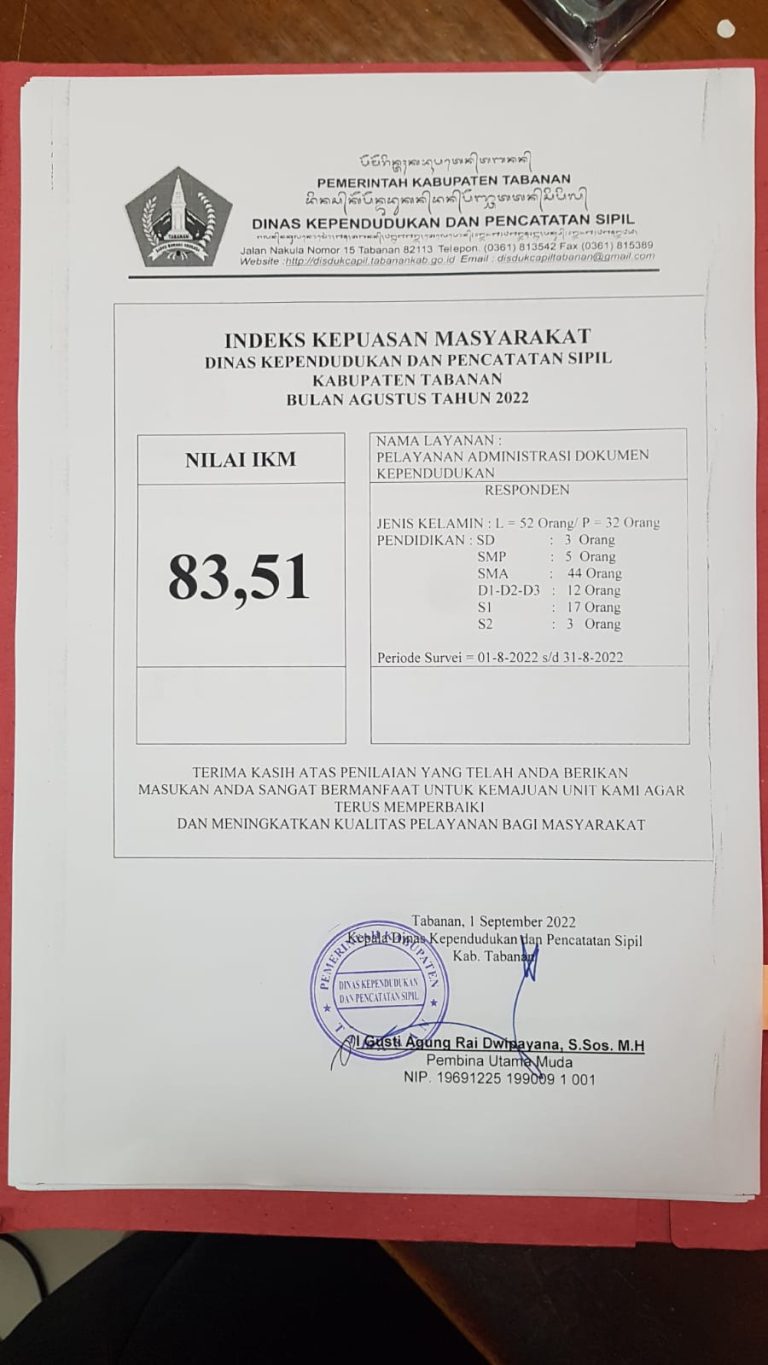 PEMERINTAH KABUPATEN TABANAN
DINAS KEPENDUDUKAN DAN PENCATATAN SIPIL
Jalan Nakula Nomor 15 Tabanan 82113 Telepon. (0361) 813542 Fax (0361) 815389
Website :http://disdukcapil.tabanankab.go.id Email : disdukcapiltabanan@gmail.com
TABANAN
INDEKS KEPUASAN MASYARAKAT
DINAS KEPENDUDUKAN DAN PENCATATAN SIPIL
KABUPATEN TABANAN
BULAN AGUSTUS TAHUN 2022
NILAI IKM
83,51
NAMA LAYANAN :
PELAYANAN ADMINISTRASI DOKUMEN
KEPENDUDUKAN
RESPONDEN
JENIS KELAMIN : L = 52 Orang/ P = 32 Orang
PENDIDIKAN : SD : 3 Orang
SMP : 5 Orang
SMA : 44 Orang
D1-D2-D3 : 12 Orang
S1 : 17 Orang
S2 : 3 Orang
Periode Survei = 01-8-2022 s/d 31-8-2022
TERIMA KASIH ATAS PENILAIAN YANG TELAH ANDA BERIKAN
MASUKAN ANDA SANGAT BERMANFAAT UNTUK KEMAJUAN UNIT KAMI AGAR
TERUS MEMPERBAIKI
DAN MENINGKATKAN KUALITAS PELAYANAN BAGI MASYARAKAT
Tabanan, 1 September 2022
Kepala Dinas Kependudukan dan Pencatatan Sipil
Kab. Tabanan
PEMERINTAH KABUPATEN
DINAS KEPENDUDUKAN
DAN PENCATATAN SIPIL
TABANAN
I Gusti Agung Rai Dwipayana, S.Sos. M.H
Pembina Utama Muda
NIP. 19691225 199009 1 001